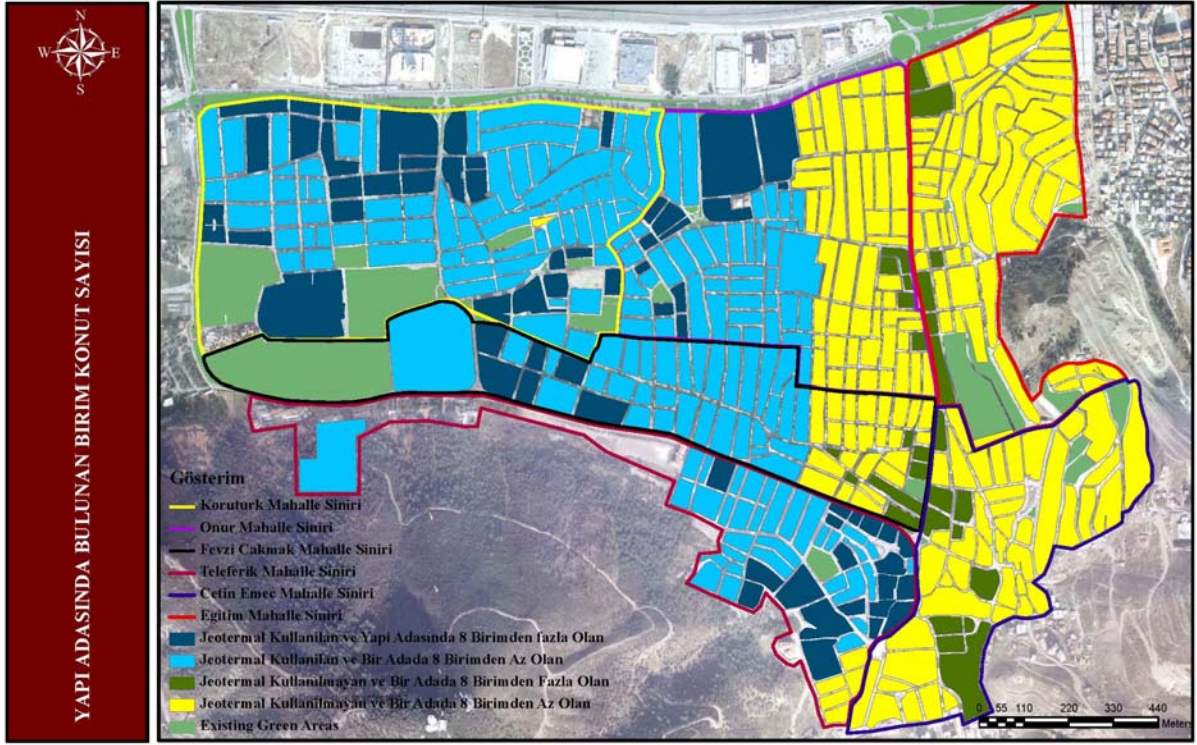 N
W E
S
YAPI ADASINDA BULUNAN BIRIM KONUT SAYISI
Gösterim
Koruturk Mahalle Siniri
Onur Mahalle Siniri
Fevzi Cakmak Mahalle Siniri
Teleferik Mahalle Siniri
Cetin Emec Mahalle Siniri
Egitim Mahalle Siniri
Jeotermal Kullanilan ve Yapi Adasinda 8 Birimden fazla Olan
Jeotermal Kullanilan ve Bir Adada 8 Birimden Az Olan
Jeotermal Kullanilmayan ve Bir Adada 8 Birimden Fazla Olan
Jeotermal Kullanilmayan ve Bir Adada 8 Birimden Az Olan
Existing Green Areas
0 55 110 220 330 440
Meters